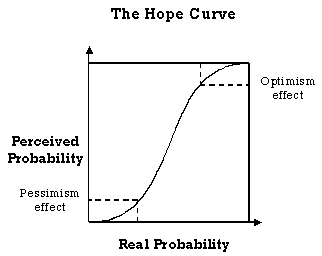 The Hope Curve
Optimism
effect
Perceived
Probability
Pessimism
effect
Real Probability